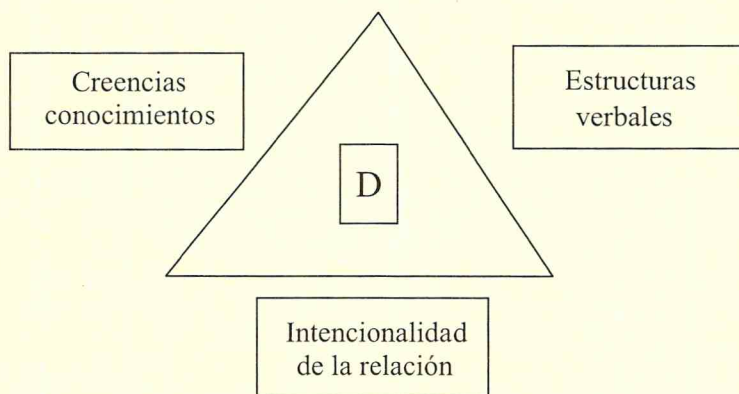 Creencias
conocimientos
Estructuras
verbales
D
Intencionalidad
de la relación